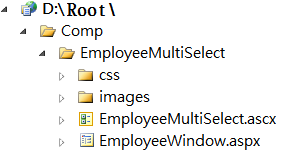 D:\Root\
Comp
EmployeeMultiSelect
css
images
EmployeeMultiSelect.ascx
EmployeeWindow.aspx